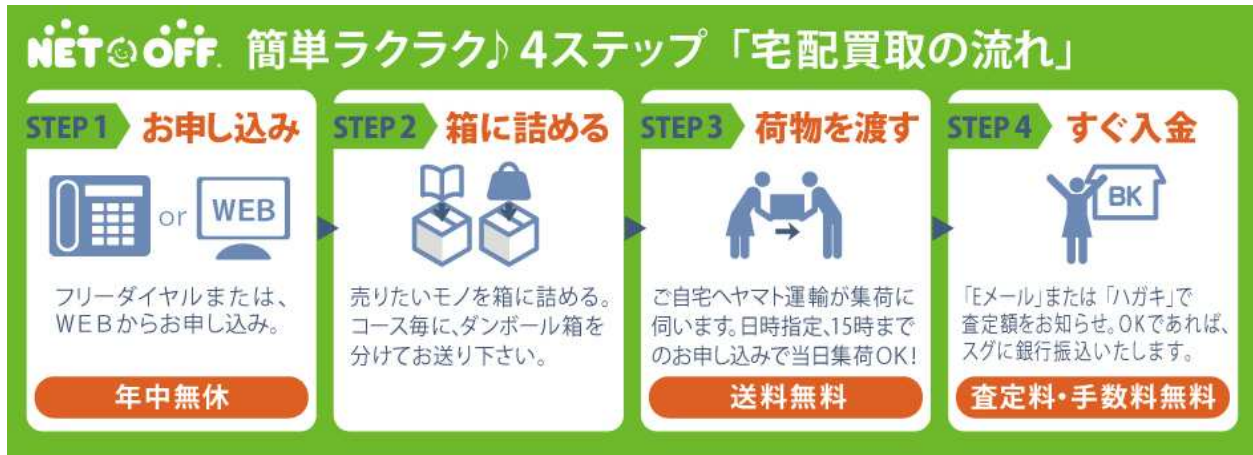 NET OFF. 簡単ラクラク♪4ステップ「宅配買取の流れ」
STEP 1 お申し込み
or WEB
フリーダイヤルまたは、
WEBからお申し込み。
年中無休
STEP 2 箱に詰める
売りたいモノを箱に詰める。
コース毎に、ダンボール箱を
分けてお送り下さい。
STEP 3 荷物を渡す
ご自宅へヤマト運輸が集荷に
伺います。日時指定、15時まで
のお申し込みで当日集荷OK!
送料無料
STEP 4 すぐ入金
BK
「Eメール」または「ハガキ」で
査定額をお知らせ。OKであれば、
スグに銀行振込いたします。
査定料・手数料無料